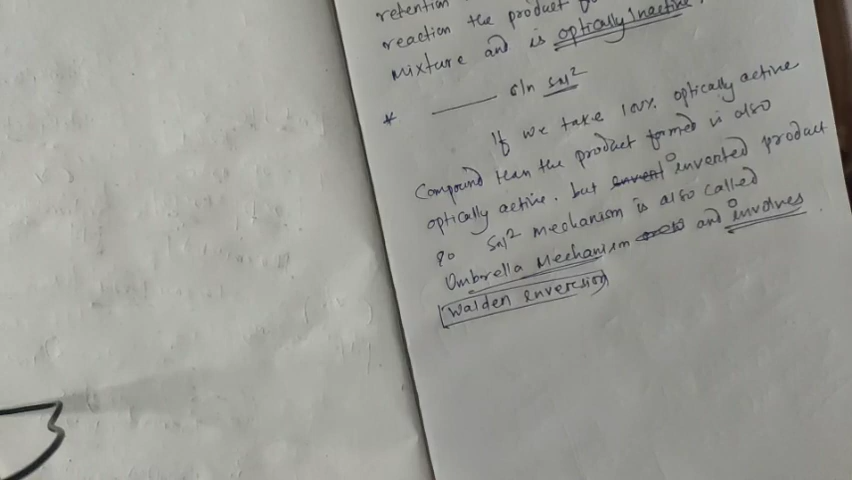 retention
reaction the product
mixture and is optically inactive.
* In SN²
If we take 100% optically active
Compound then the product formed is also
optically active. but invented product
so SN² mechanism is also called
Umbrella Mechanism and involves
Walden inversion